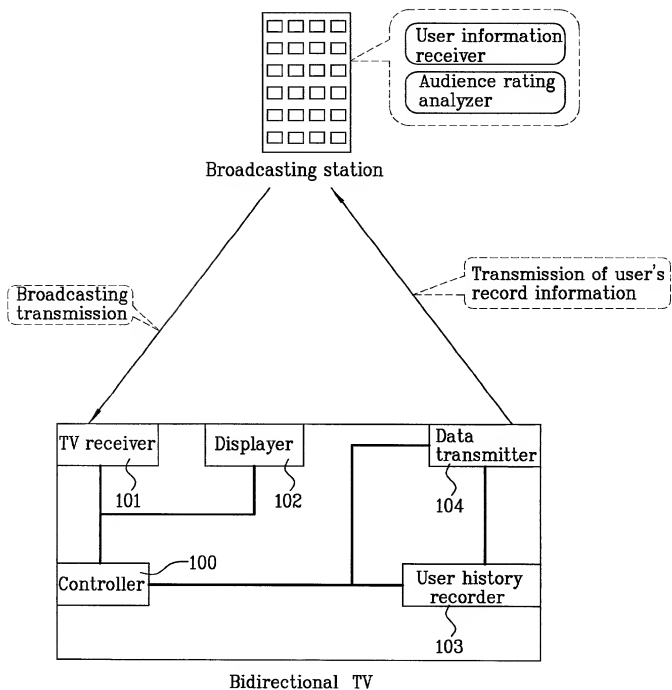 User information
receiver
Audience rating
analyzer
Broadcasting station
Broadcasting
transmission
Transmission of user's
record information
TV receiver
Displayer
Data
transmitter
101
102
104
100
Controller
User history
recorder
103
Bidirectional TV